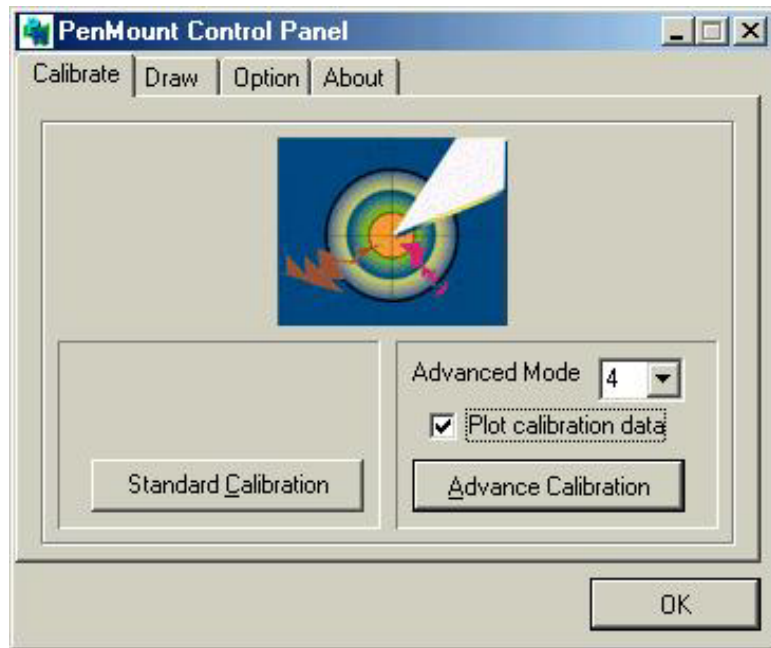 PenMount Control Panel
Calibrate Draw Option About
Advanced Mode 4
Plot calibration data
Standard Calibration Advance Calibration
OK